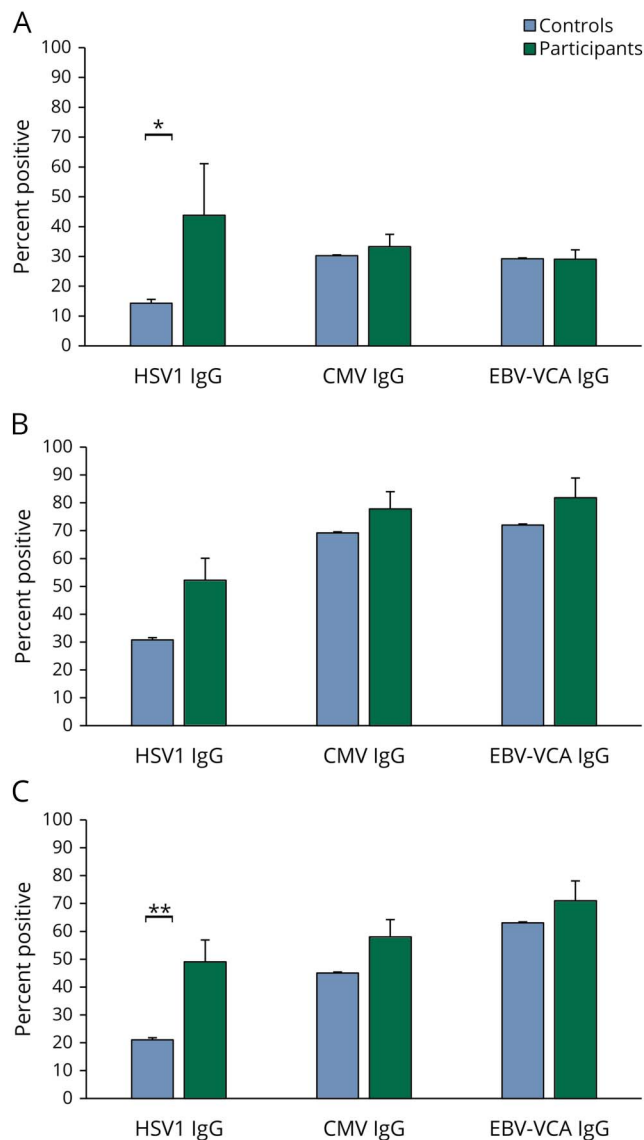 A
Controls
Participants
100
90
80
70
60
50
40
30
20
10
0
Percent positive
*
HSV1 IgG
CMV IgG
EBV-VCA IgG
B
100
90
80
70
60
50
40
30
20
10
0
Percent positive
HSV1 IgG
CMV IgG
EBV-VCA IgG
C
100
90
80
70
60
50
40
30
20
10
0
Percent positive
**
HSV1 IgG
CMV IgG
EBV-VCA IgG